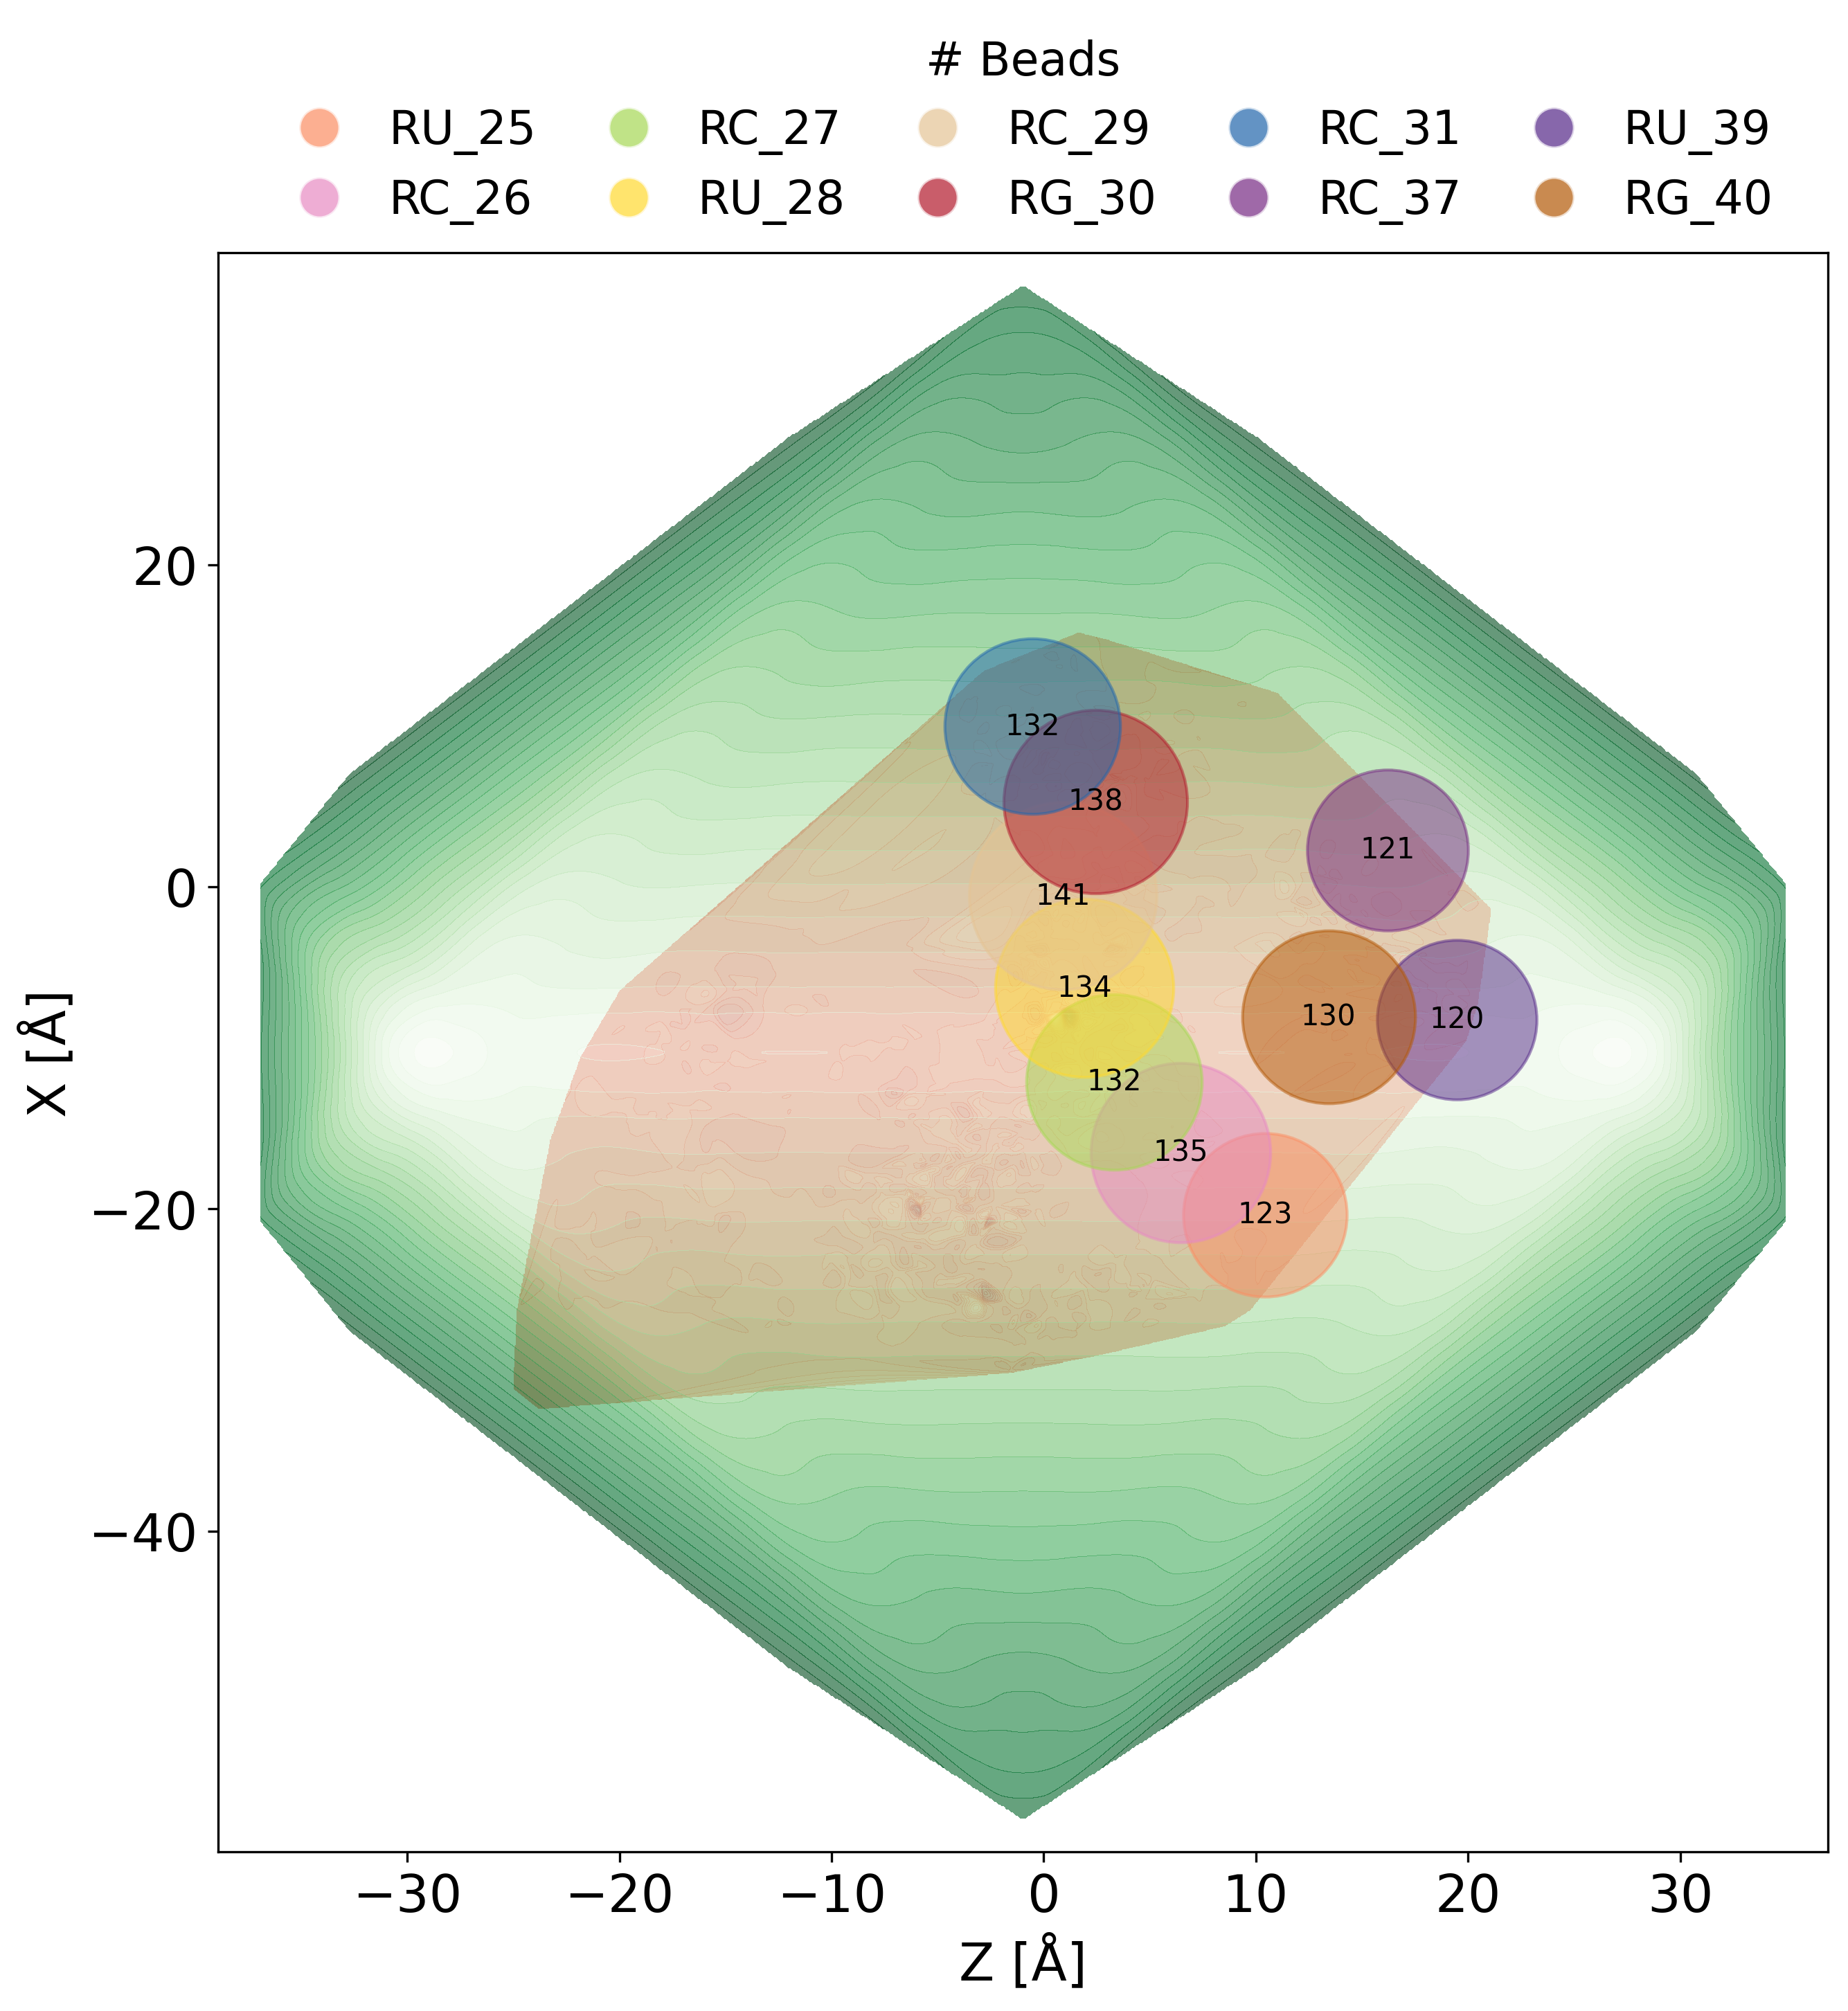 # Beads
RU_25 RC_27 RC_29 RC_31 RU_39
RC_26 RU_28 RG_30 RC_37 RG_40
20
0
−20
−40
X [Å]
132
138
121
141
134
130
120
132
135
123
−30 −20 −10 0 10 20 30
Z [Å]